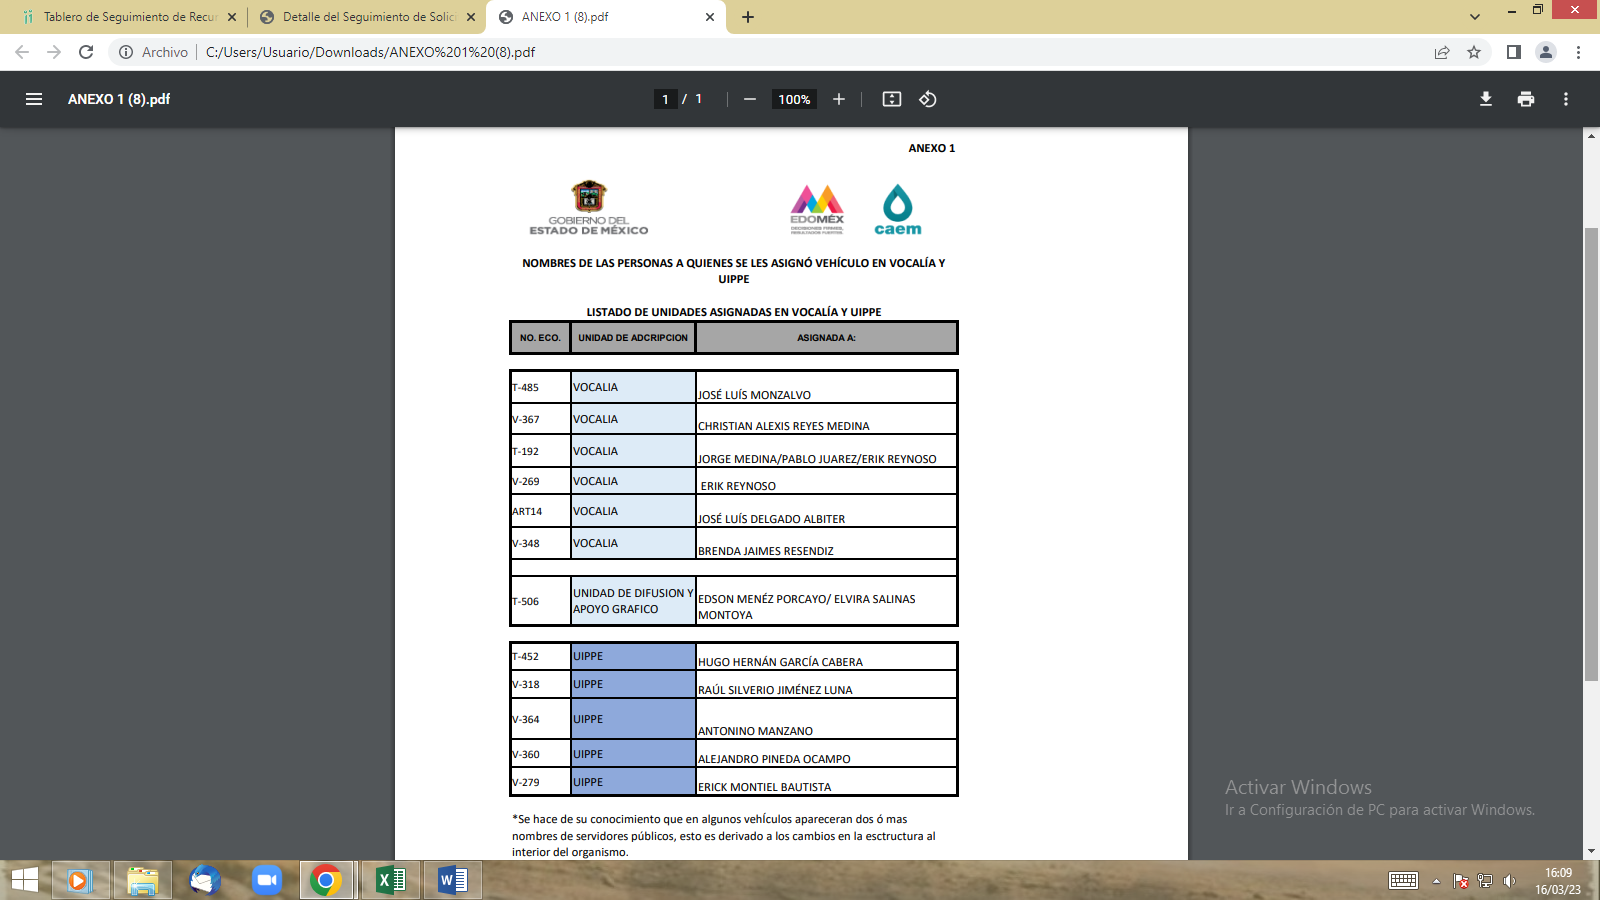 Tablero de Seguimiento de Recur
Detalle del Seguimiento de Solici
ANEXO 1 (8).pdf
Archivo
C:/Users/Usuario/Downloads/ANEXO%201%20(8).pdf
ANEXO 1 (8).pdf
1 / 1
100%
ANEXO 1
GOBIERNO DEL
ESTADO DE MÉXICO
EDOMÉX
DECISIONES FIRMES,
RESULTADOS FUERTES.
caem
NOMBRES DE LAS PERSONAS A QUIENES SE LES ASIGNÓ VEHÍCULO EN VOCALÍA Y
UIPPE
LISTADO DE UNIDADES ASIGNADAS EN VOCALÍA Y UIPPE
NO. ECO. UNIDAD DE ADCRIPCION ASIGNADA A:
T-485 VOCALIA JOSÉ LUÍS MONZALVO
V-367 VOCALIA CHRISTIAN ALEXIS REYES MEDINA
T-192 VOCALIA JORGE MEDINA/PABLO JUAREZ/ERIK REYNOSO
V-269 VOCALIA ERIK REYNOSO
ART14 VOCALIA JOSÉ LUÍS DELGADO ALBITER
V-348 VOCALIA BRENDA JAIMES RESENDIZ
T-506 UNIDAD DE DIFUSION Y APOYO GRAFICO EDSON MENÉZ PORCAYO/ ELVIRA SALINAS MONTOYA
T-452 UIPPE HUGO HERNÁN GARCÍA CABERA
V-318 UIPPE RAÚL SILVERIO JIMÉNEZ LUNA
V-364 UIPPE ANTONINO MANZANO
V-360 UIPPE ALEJANDRO PINEDA OCAMPO
V-279 UIPPE ERICK MONTIEL BAUTISTA
*Se hace de su conocimiento que en algunos vehículos apareceran dos ó mas
nombres de servidores públicos, esto es derivado a los cambios en la esctructura al
interior del organismo.
Activar Windows
Ir a Configuración de PC para activar Windows.
16:09
16/03/23